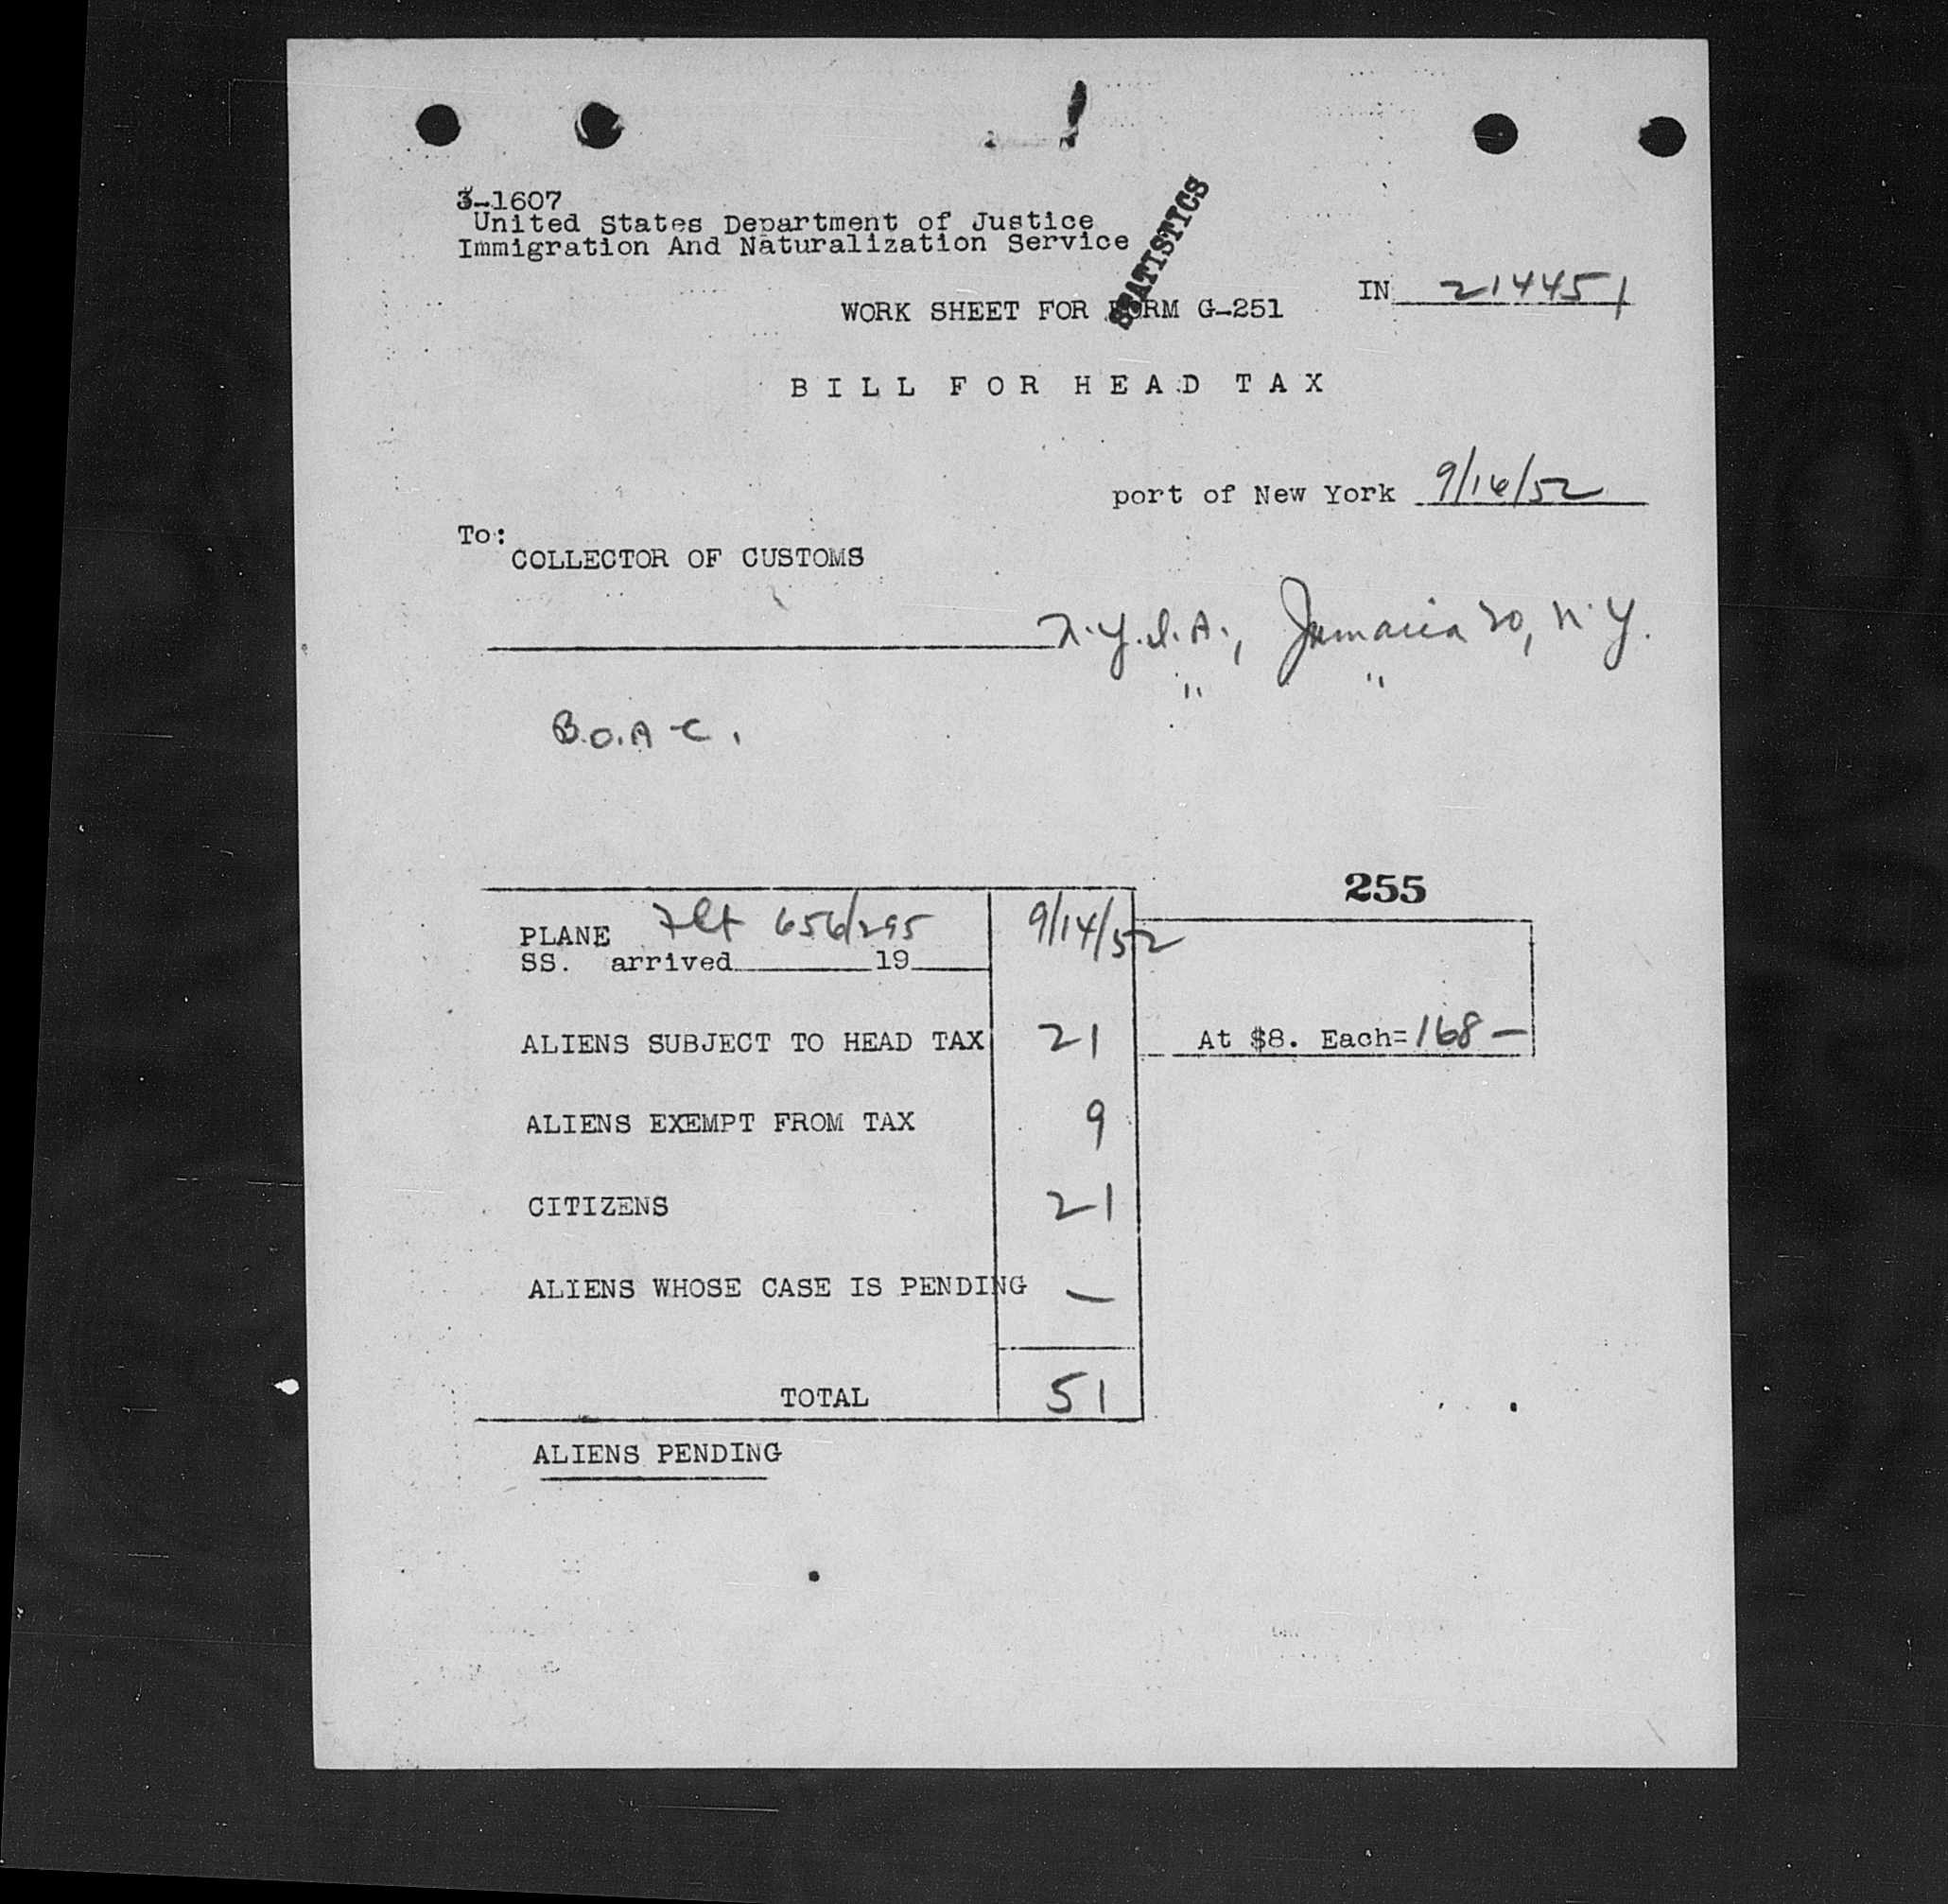 3-1607
United States Department of Justice
Immigration And Naturalization Service
STATISTICS
IN 214451
WORK SHEET FOR FORM G-251
BILL FOR HEAD TAX
port of New York 9/16/52
To:
COLLECTOR OF CUSTOMS
N.Y.I.A., Jamaica 30, N.Y.
" "
B.O.A.C.
255
PLANE Flt 656/295 9/14/52
SS. arrived 19
ALIENS SUBJECT TO HEAD TAX 21 At $8. Each=168 —
ALIENS EXEMPT FROM TAX 9
CITIZENS 21
ALIENS WHOSE CASE IS PENDING —
TOTAL 51
ALIENS PENDING